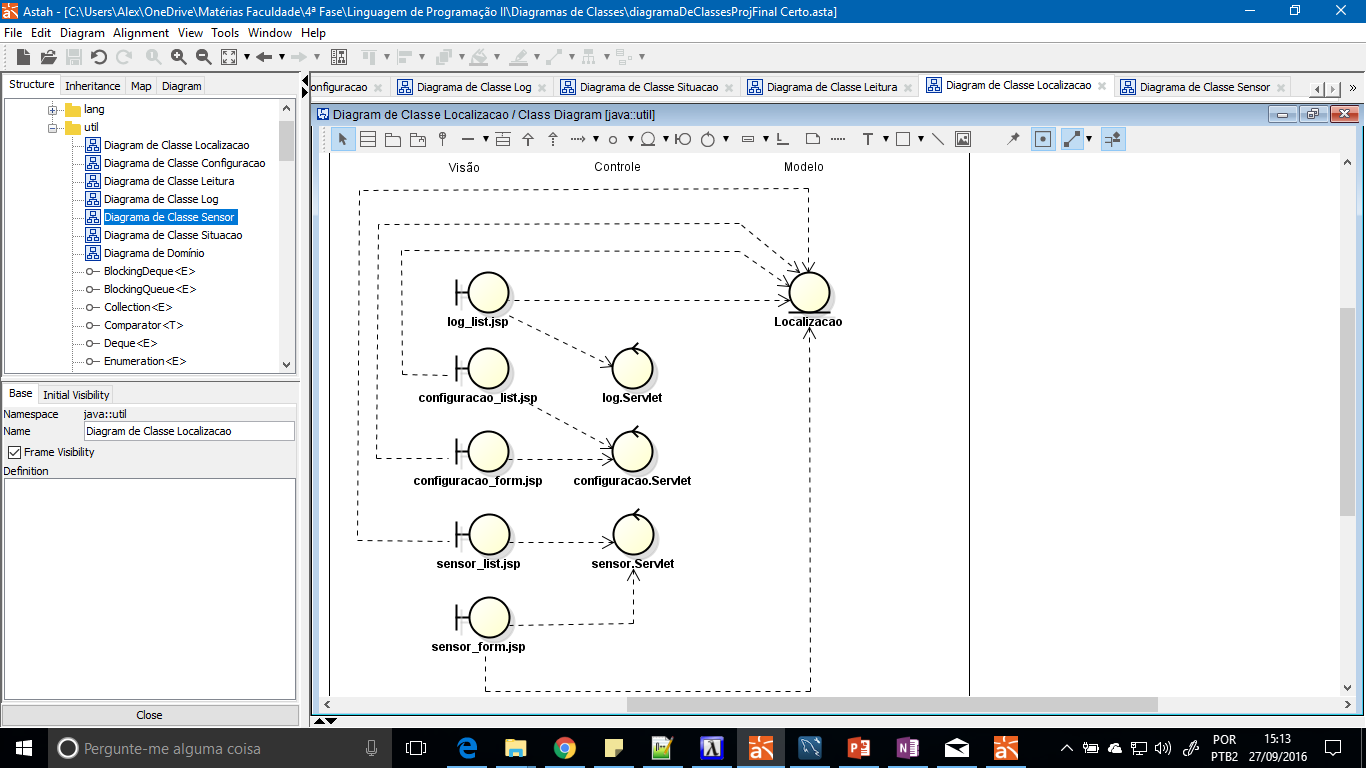 Astah - [C:\Users\Alex\OneDrive\Matérias Faculdade\4ª Fase\Linguagem de Programação II\Diagramas de Classes\diagramaDeClassesProjFinal Certo.asta]
File Edit Diagram Alignment View Tools Window Help
Structure Inheritance Map Diagram
onfiguracao Diagrama de Classe Log Diagrama de Classe Situacao Diagrama de Classe Leitura Diagram de Classe Localizacao Diagrama de Classe Sensor
lang
util
Diagram de Classe Localizacao
Diagrama de Classe Configuracao
Diagrama de Classe Leitura
Diagrama de Classe Log
Diagrama de Classe Sensor
Diagrama de Classe Situacao
Diagrama de Domínio
BlockingDeque<E>
BlockingQueue<E>
Collection<E>
Comparator<T>
Deque<E>
Enumeration<E>
Base Initial Visibility
Namespace java::util
Name Diagram de Classe Localizacao
Frame Visibility
Definition
Close
Diagram de Classe Localizacao / Class Diagram [java::util]
T
Visão Controle Modelo
log_list.jsp
Localizacao
configuracao_list.jsp
log.Servlet
configuracao_form.jsp
configuracao.Servlet
sensor_list.jsp
sensor.Servlet
sensor_form.jsp
Pergunte-me alguma coisa
POR
PTB2
15:13
27/09/2016